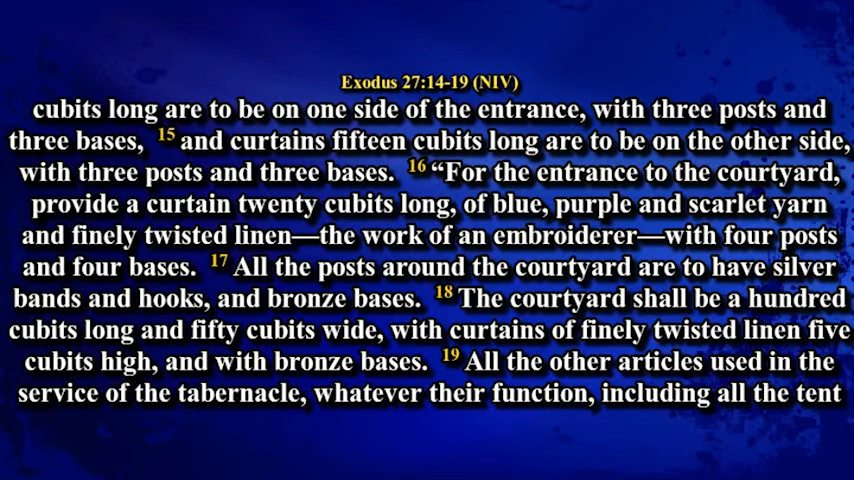 Exodus 27:14-19 (NIV)
cubits long are to be on one side of the entrance, with three posts and
three bases, 15 and curtains fifteen cubits long are to be on the other side,
with three posts and three bases. 16 “For the entrance to the courtyard,
provide a curtain twenty cubits long, of blue, purple and scarlet yarn
and finely twisted linen—the work of an embroiderer—with four posts
and four bases. 17 All the posts around the courtyard are to have silver
bands and hooks, and bronze bases. 18 The courtyard shall be a hundred
cubits long and fifty cubits wide, with curtains of finely twisted linen five
cubits high, and with bronze bases. 19 All the other articles used in the
service of the tabernacle, whatever their function, including all the tent